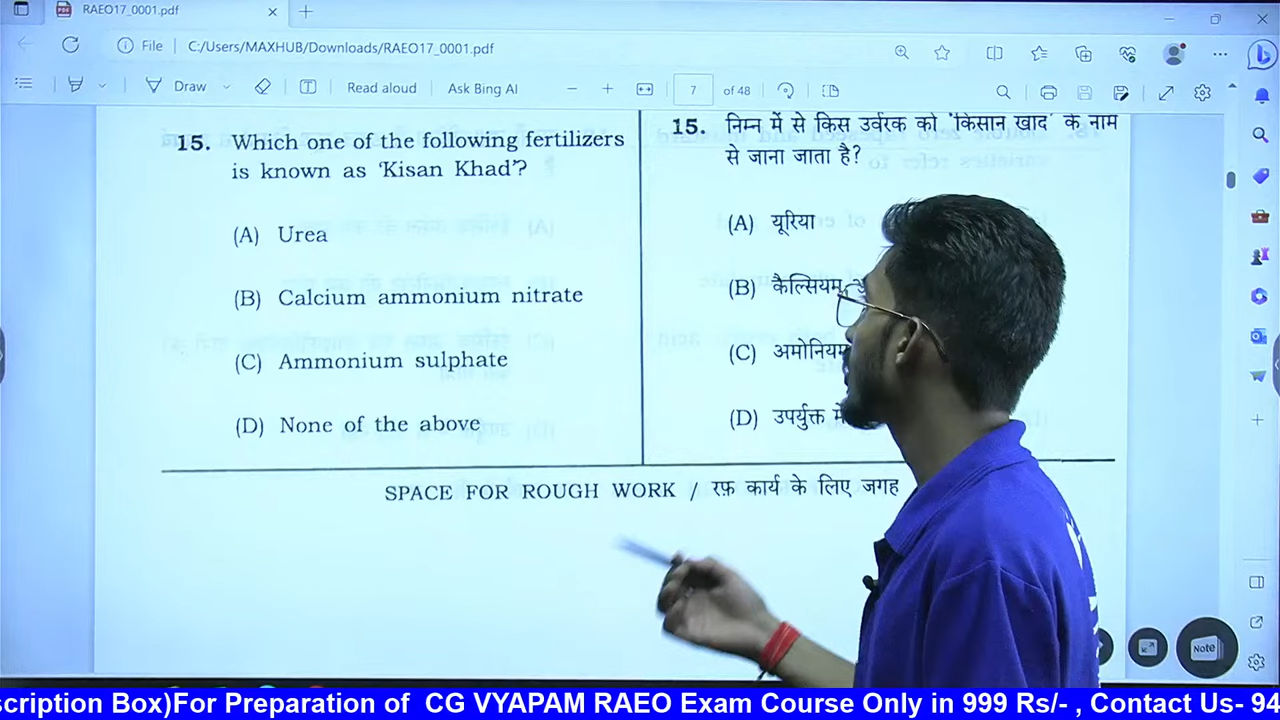 RAEO17_0001.pdf
File
C:/Users/MAXHUB/Downloads/RAEO17_0001.pdf
Draw
Read aloud
Ask Bing AI
7
of 48
15. Which one of the following fertilizers
is known as ‘Kisan Khad’?
(A) Urea
(B) Calcium ammonium nitrate
(C) Ammonium sulphate
(D) None of the above
15. निम्न में से किस उर्वरक को ‘किसान खाद’ के नाम
से जाना जाता है?
(A) यूरिया
(B) कैल्सियम
(C)
(D) उपर्युक्त
SPACE FOR ROUGH WORK / रफ़ कार्य के लिए जगह
Note
scription Box)For Preparation of CG VYAPAM RAEO Exam Course Only in 999 Rs/- , Contact Us- 94